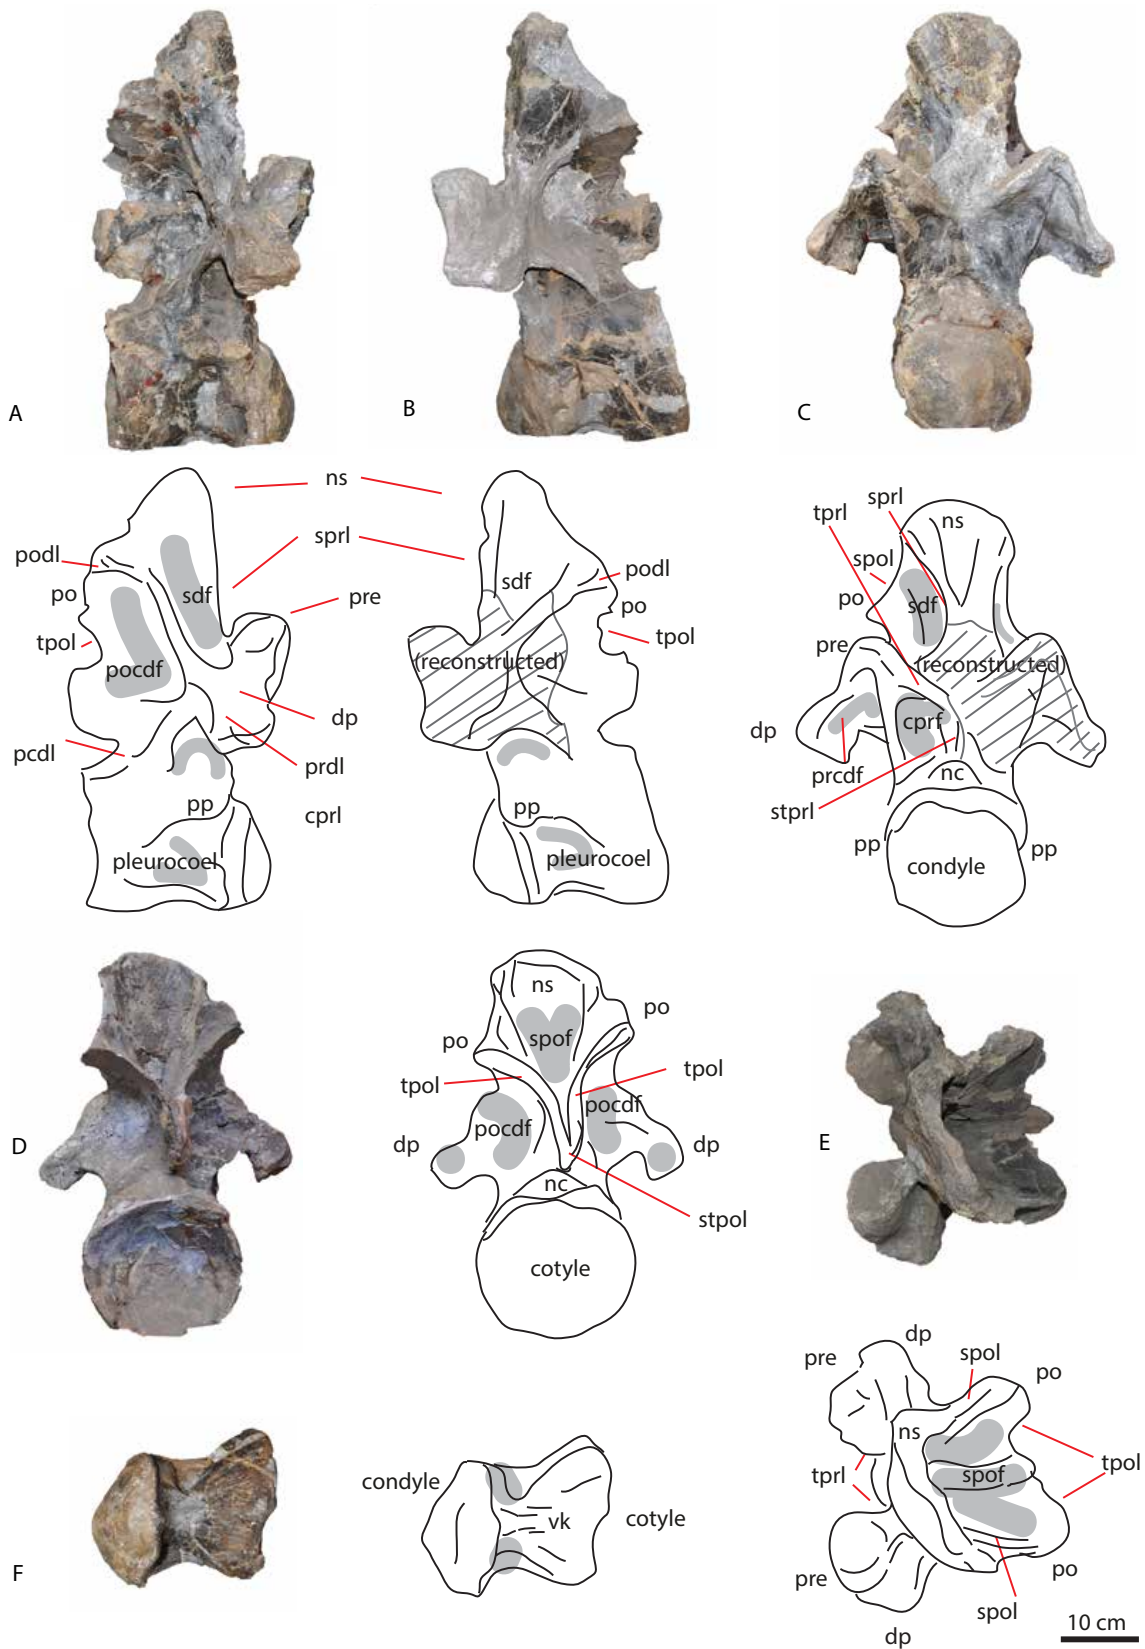 A
B
C
ns
sprl
podl
po
tpol
pocdf
sdf
pre
dp
pcdl
prdl
pp
cprl
pleurocoel
sdf
podl
po
tpol
(reconstructed)
pp
pleurocoel
sprl
tprl
ns
spol
po
sdf
pre
(reconstructed)
dp
cprf
prcdf
nc
stprl
pp
pp
condyle
D
ns
po
po
spof
tpol
tpol
pocdf
pocdf
dp
dp
nc
stpol
cotyle
E
F
condyle
vk
cotyle
dp
pre
spol
po
ns
tprl
spof
tpol
pre
po
spol
dp
10 cm